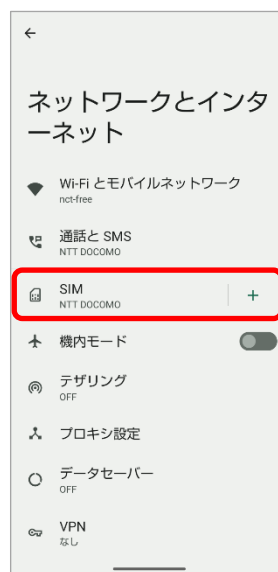 ネットワークとインタ
ーネット
Wi-Fi とモバイルネットワーク
nct-free
通話と SMS
NTT DOCOMO
SIM
NTT DOCOMO
機内モード
テザリング
OFF
プロキシ設定
データセーバー
OFF
VPN
なし